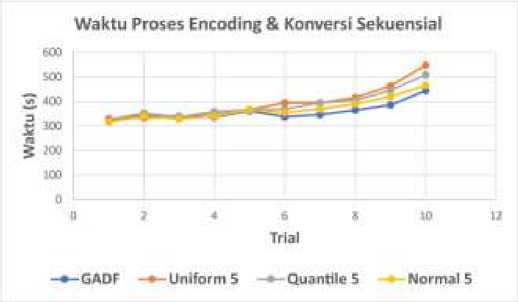 Waktu Proses Encoding & Konversi Sekuensial
600
500
400
300
200
100
0
Waktu (s)
0 2 4 6 8 10 12
Trial
GADF Uniform 5 Quantile 5 Normal 5